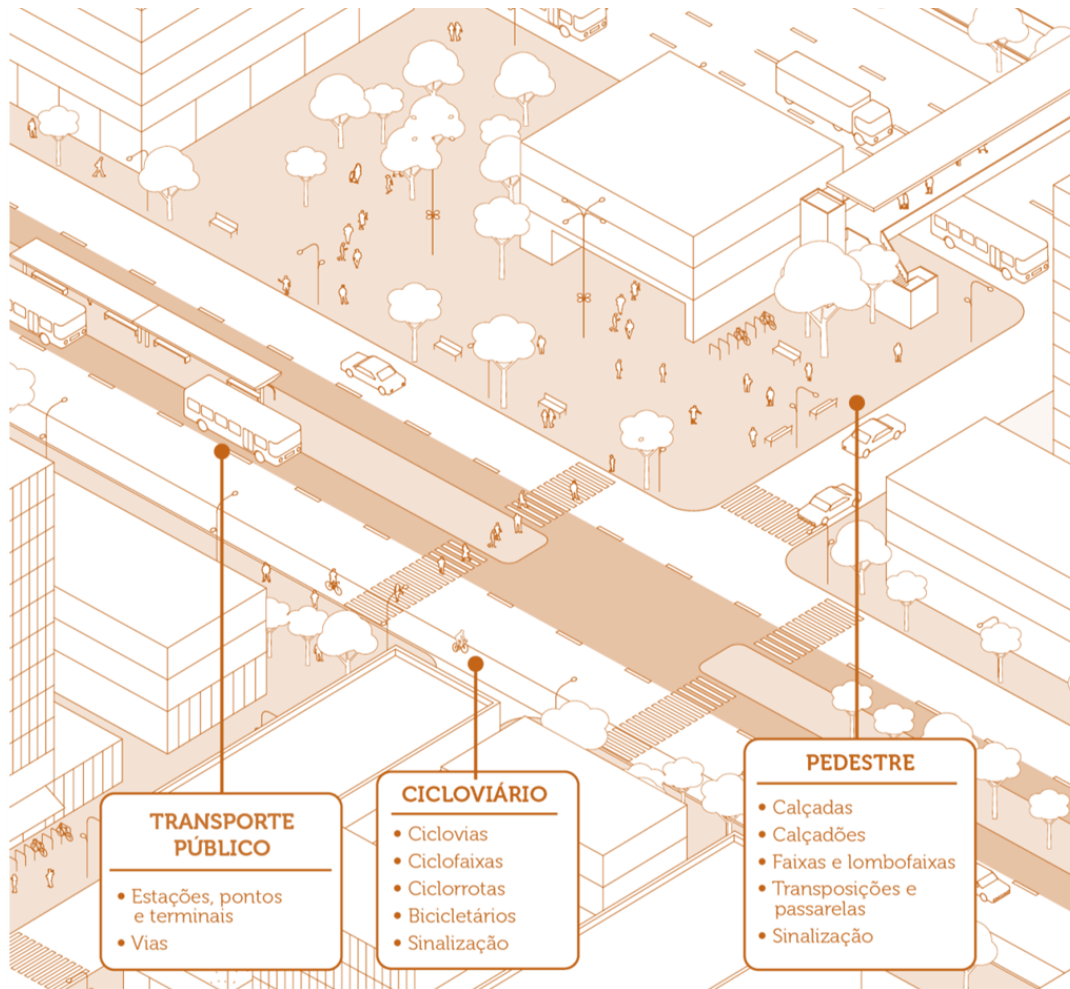 TRANSPORTE
PÚBLICO
• Estações, pontos
e terminais
• Vias
CICLOVIÁRIO
• Ciclovias
• Ciclofaixas
• Ciclorrotas
• Bicicletários
• Sinalização
PEDESTRE
• Calçadas
• Calçadões
• Faixas e lombofaixas
• Transposições e
passarelas
• Sinalização